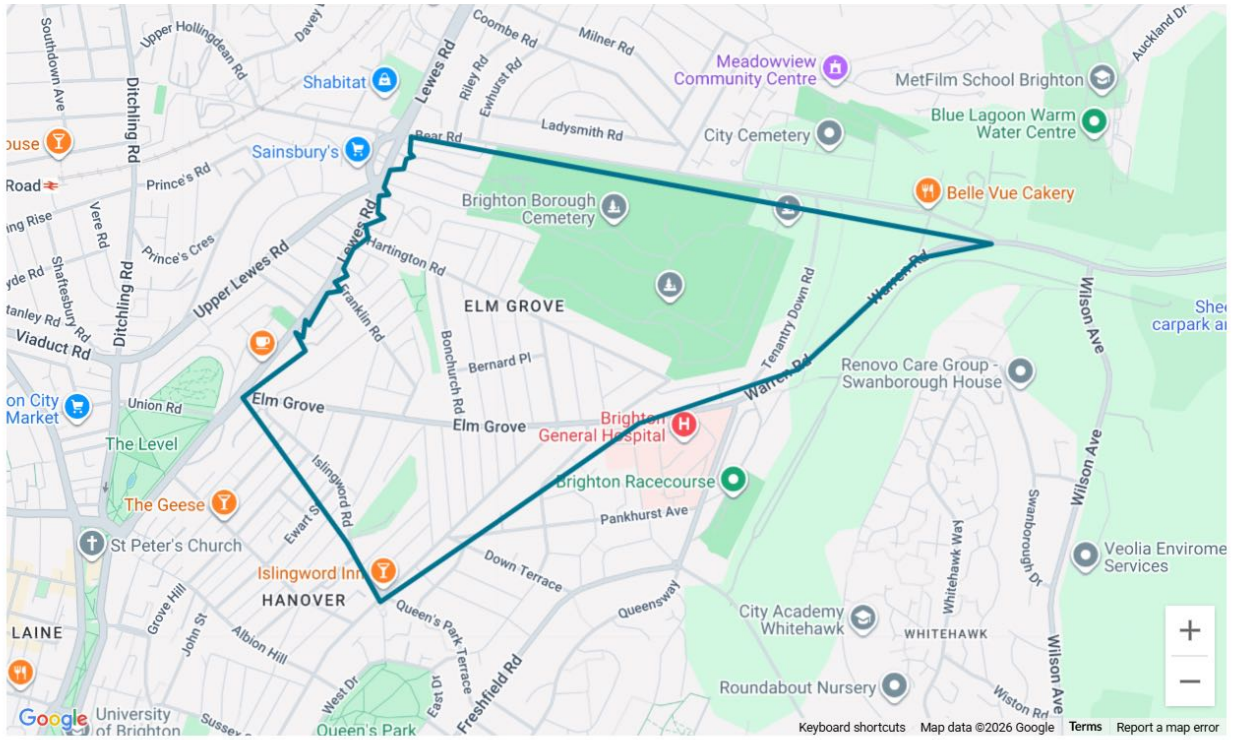 Southdown Ave
Upper Hollingdean Rd
Davey
Ditchling Rd
Shabitat
Lewes Rd
Coombe Rd
Riley Rd
Ewhurst Rd
Milner Rd
Meadowview
Community Centre
Auckland Dr
MetFilm School Brighton
Blue Lagoon Warm
Water Centre
Bear Rd
Ladysmith Rd
City Cemetery
ouse
Sainsbury's
Road
Prince's Rd
Belle Vue Cakery
Brighton Borough
Cemetery
ing Rise
Vere Rd
Prince's Cres
Lewes Rd
Hartington Rd
Upper Lewes Rd
yde Rd
Shaftesbury Rd
Ditchling Rd
Warren Rd
Wilson Ave
tanley Rd
Viaduct Rd
Franklin Rd
ELM GROVE
Tenantry Down Rd
Shee
carpark ar
Bonchurch Rd
Bernard Pl
Warren Rd
Renovo Care Group -
Swanborough House
on City
Market
Union Rd
Elm Grove
Elm Grove
Brighton
General Hospital
H
The Level
Islingword Rd
Brighton Racecourse
Wilson Ave
The Geese
Ewart S
Pankhurst Ave
Swanborough Dr
St Peter's Church
Whitehawk Way
Veolia Envirome
Services
Down Terrace
Islingword Inn
HANOVER
Queen's Park Terrace
Queensway
Grove Hill
John St
Albion Hill
City Academy
Whitehawk
WHITEHAWK
LAINE
Wilson Ave
West Dr
East Dr
Freshfield Rd
Roundabout Nursery
Wiston Rd
Google
University
of Brighton
Sussex
Queen's Park
+
−
Keyboard shortcuts
Map data ©2026 Google
Terms
Report a map error